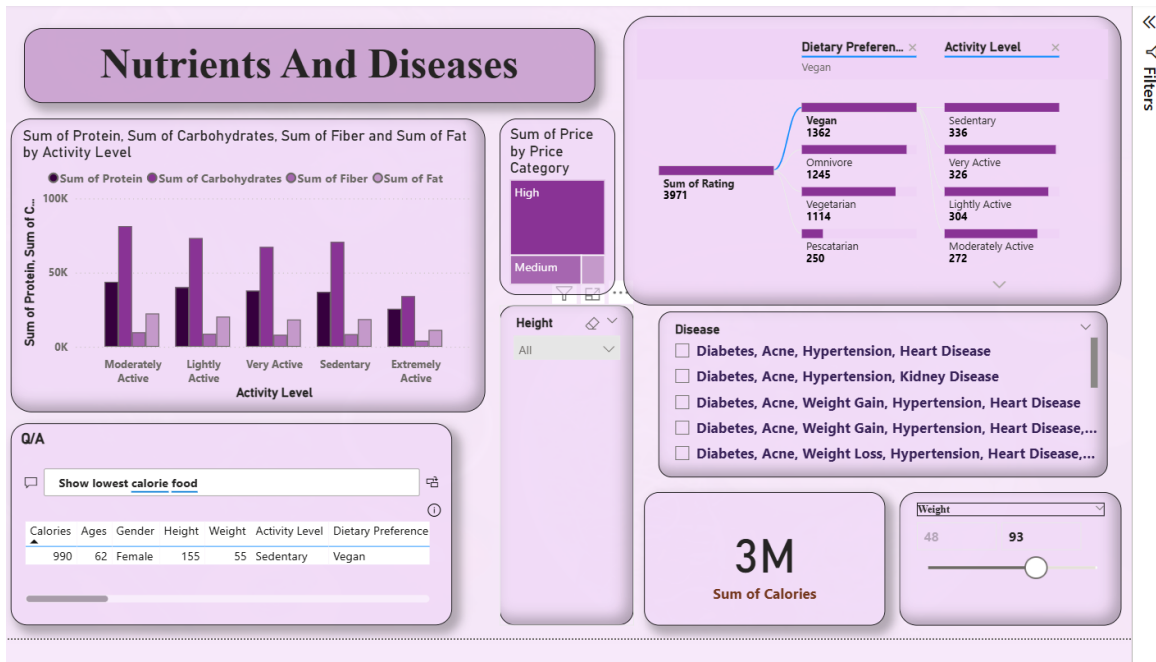 Nutrients And Diseases
Sum of Protein, Sum of Carbohydrates, Sum of Fiber and Sum of Fat
by Activity Level
Sum of Protein Sum of Carbohydrates Sum of Fiber Sum of Fat
Sum of Protein, Sum of C...
100K
50K
0K
Moderately
Active
Lightly
Active
Very Active
Sedentary
Extremely
Active
Activity Level
Sum of Price
by Price
Category
High
Medium
Dietary Preferen... ×
Vegan
Activity Level ×
Sum of Rating
3971
Vegan
1362
Omnivore
1245
Vegetarian
1114
Pescatarian
250
Sedentary
336
Very Active
326
Lightly Active
304
Moderately Active
272
Filters
Height
All
Disease
Diabetes, Acne, Hypertension, Heart Disease
Diabetes, Acne, Hypertension, Kidney Disease
Diabetes, Acne, Weight Gain, Hypertension, Heart Disease
Diabetes, Acne, Weight Gain, Hypertension, Heart Disease,...
Diabetes, Acne, Weight Loss, Hypertension, Heart Disease,...
Q/A
Show lowest calorie food
Calories Ages Gender Height Weight Activity Level Dietary Preference
990 62 Female 155 55 Sedentary Vegan
3M
Sum of Calories
Weight
48 93